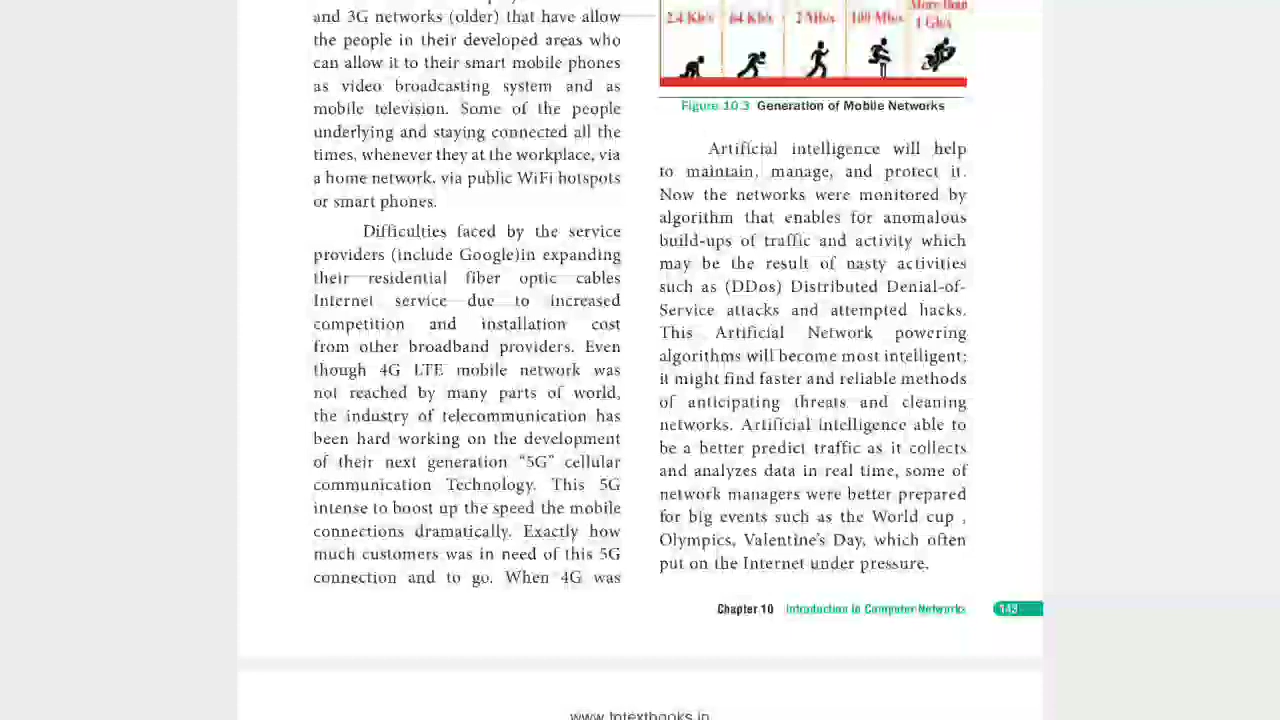 and 3G networks (older) that have allow
the people in their developed areas who
can allow it to their smart mobile phones
as video broadcasting system and as
mobile television. Some of the people
underlying and staying connected all the
times, whenever they at the workplace, via
a home network, via public WiFi hotspots
or smart phones.
Difficulties faced by the service
providers (include Google)in expanding
their residential fiber optic cables
Internet service due to increased
competition and installation cost
from other broadband providers. Even
though 4G LTE mobile network was
not reached by many parts of world,
the industry of telecommunication has
been hard working on the development
of their next generation “5G” cellular
communication Technology. This 5G
intense to boost up the speed the mobile
connections dramatically. Exactly how
much customers was in need of this 5G
connection and to go. When 4G was
More than
2.4 Kb/s 64 Kb/s 2 Mb/s 100 Mb/s 1 Gb/s
Figure 10.3 Generation of Mobile Networks
Artificial intelligence will help
to maintain, manage, and protect it.
Now the networks were monitored by
algorithm that enables for anomalous
build-ups of traffic and activity which
may be the result of nasty activities
such as (DDos) Distributed Denial-of-
Service attacks and attempted hacks.
This Artificial Network powering
algorithms will become most intelligent;
it might find faster and reliable methods
of anticipating threats and cleaning
networks. Artificial intelligence able to
be a better predict traffic as it collects
and analyzes data in real time, some of
network managers were better prepared
for big events such as the World cup ,
Olympics, Valentine’s Day, which often
put on the Internet under pressure.
Chapter 10 Introduction to Computer Networks 143
www.tntextbooks.in